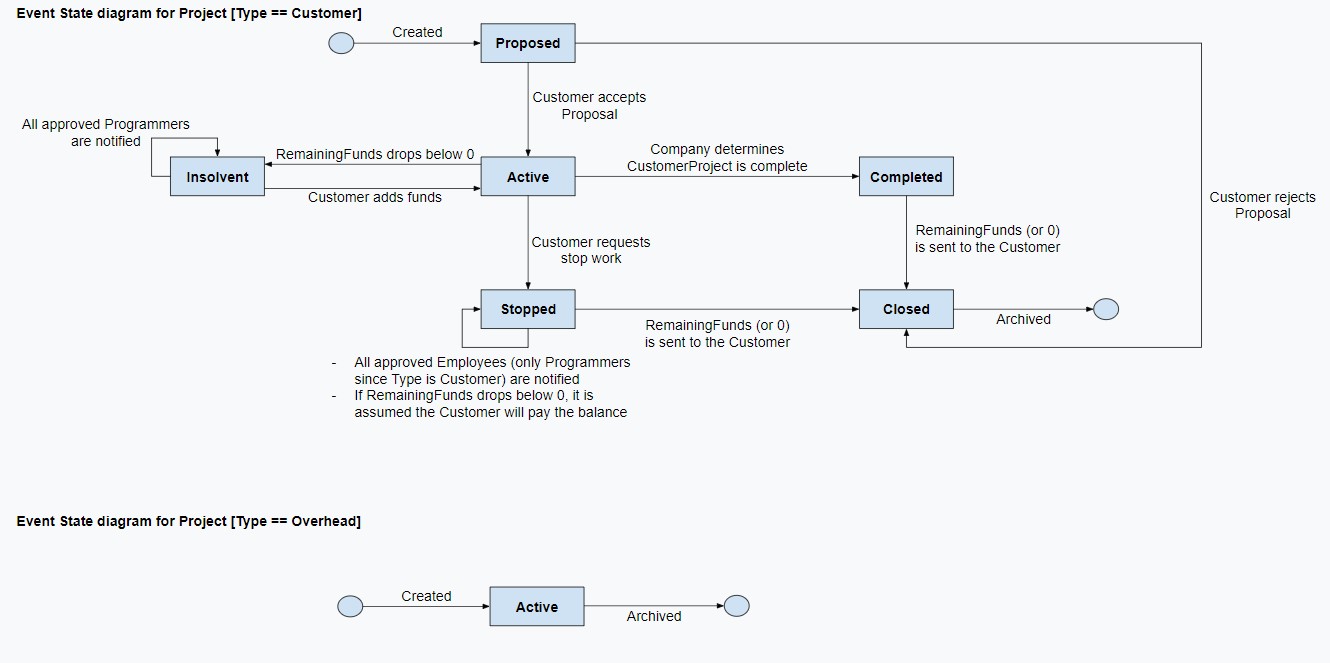 Event State diagram for Project [Type == Customer]
Created
Proposed
Customer accepts
Proposal
All approved Programmers
are notified
RemainingFunds drops below 0
Company determines
CustomerProject is complete
Insolvent
Active
Completed
Customer adds funds
Customer rejects
Proposal
RemainingFunds (or 0)
is sent to the Customer
Customer requests
stop work
Stopped
Closed
Archived
RemainingFunds (or 0)
is sent to the Customer
- All approved Employees (only Programmers
since Type is Customer) are notified
- If RemainingFunds drops below 0, it is
assumed the Customer will pay the balance
Event State diagram for Project [Type == Overhead]
Created
Active
Archived